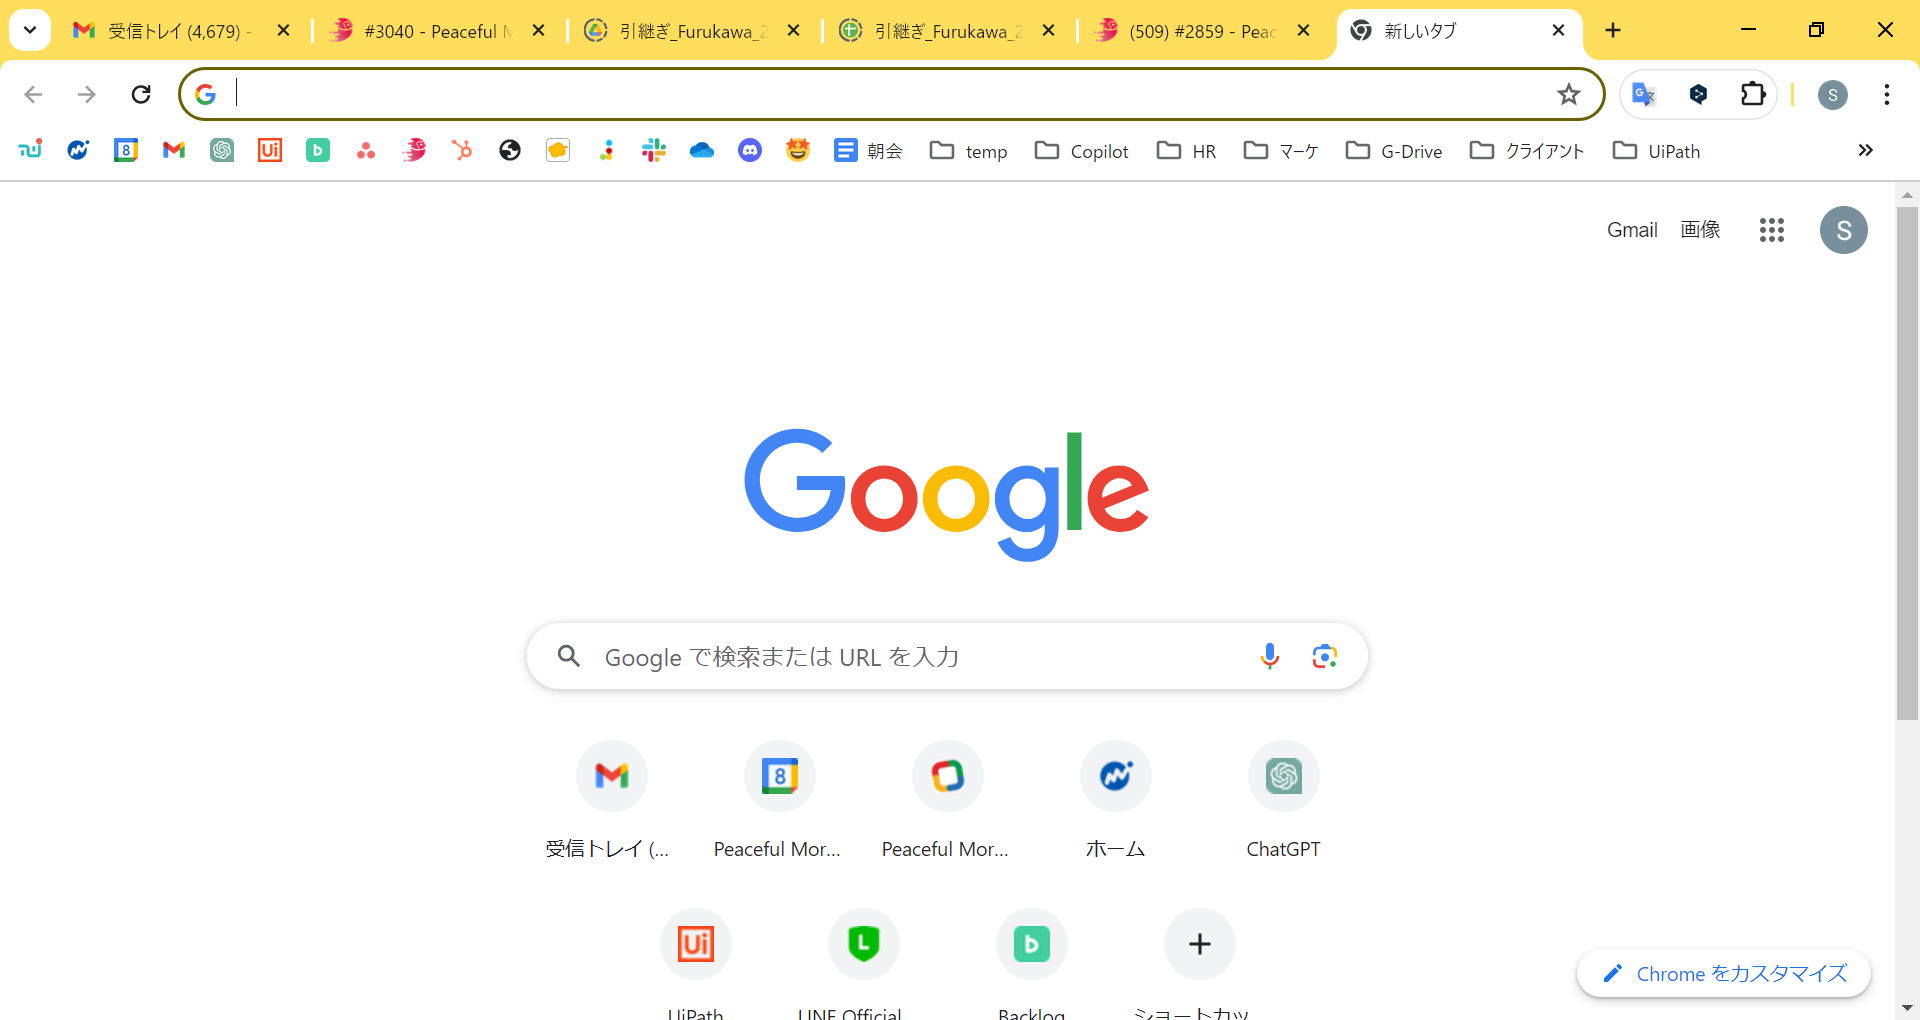 受信トレイ (4,679) -
#3040 - Peaceful M
引継ぎ_Furukawa_2
引継ぎ_Furukawa_2
(509) #2859 - Peac
新しいタブ
S
朝会
temp
Copilot
HR
マーケ
G-Drive
クライアント
UiPath
Gmail
画像
S
Google
Google で検索または URL を入力
受信トレイ (...
Peaceful Mor...
Peaceful Mor...
ホーム
ChatGPT
UiPath
LINE Official
Backlog
ショートカッ
Chrome をカスタマイズ